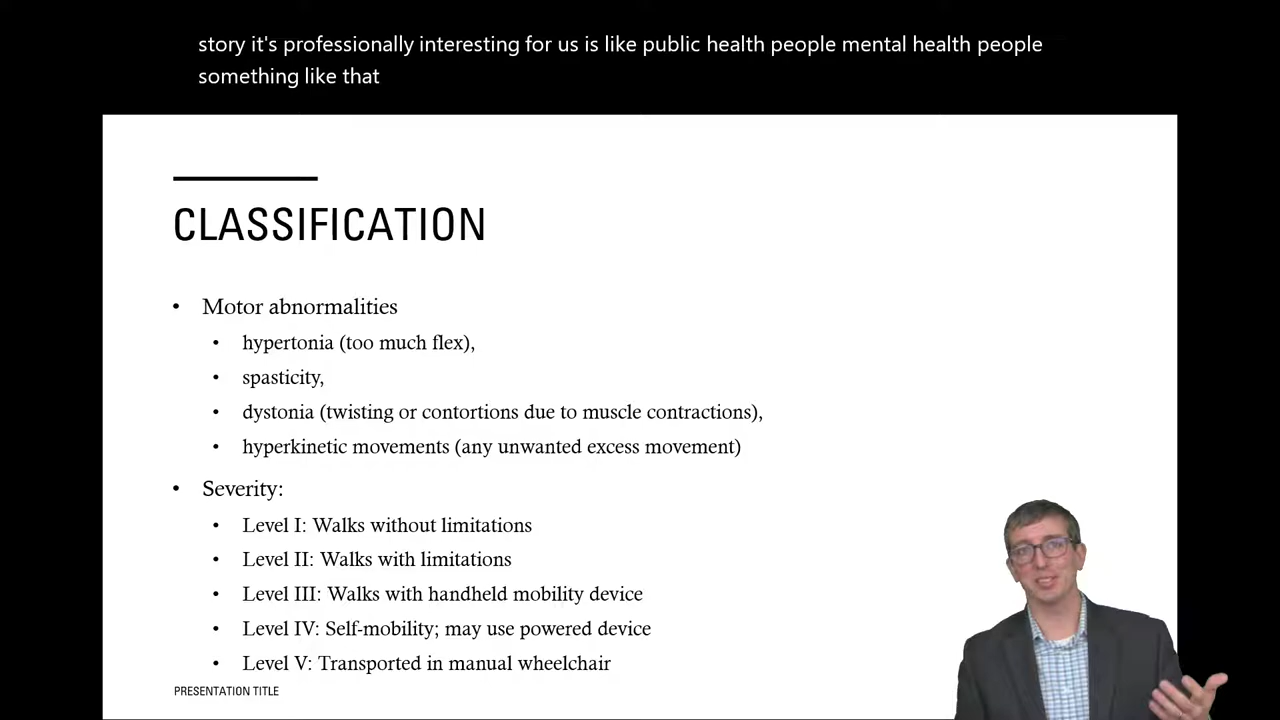 story it's professionally interesting for us is like public health people mental health people
something like that
CLASSIFICATION
• Motor abnormalities
• hypertonia (too much flex),
• spasticity,
• dystonia (twisting or contortions due to muscle contractions),
• hyperkinetic movements (any unwanted excess movement)
• Severity:
• Level I: Walks without limitations
• Level II: Walks with limitations
• Level III: Walks with handheld mobility device
• Level IV: Self-mobility; may use powered device
• Level V: Transported in manual wheelchair
PRESENTATION TITLE